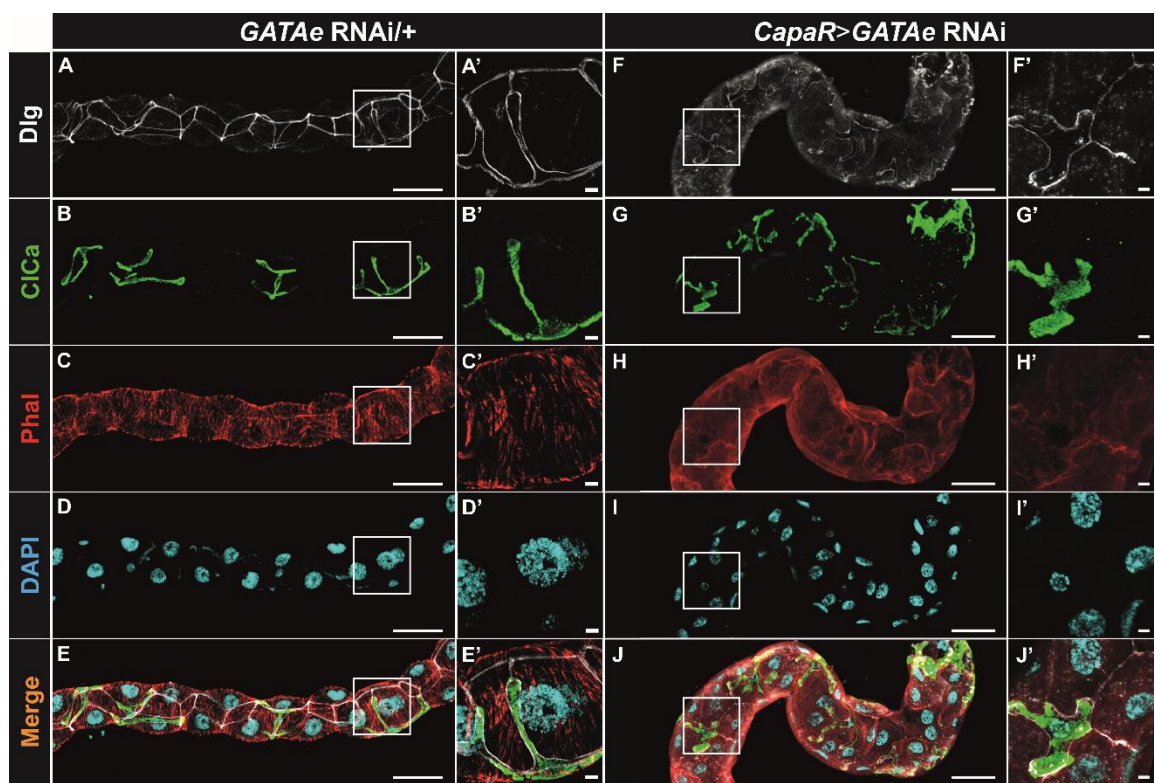 GATAe RNAi/+ CapaR>GATAe RNAi
Dlg A A’ F F’
ClCa B B’ G G’
Phal C C’ H H’
DAPI D D’ I I’
Merge E E’ J J’